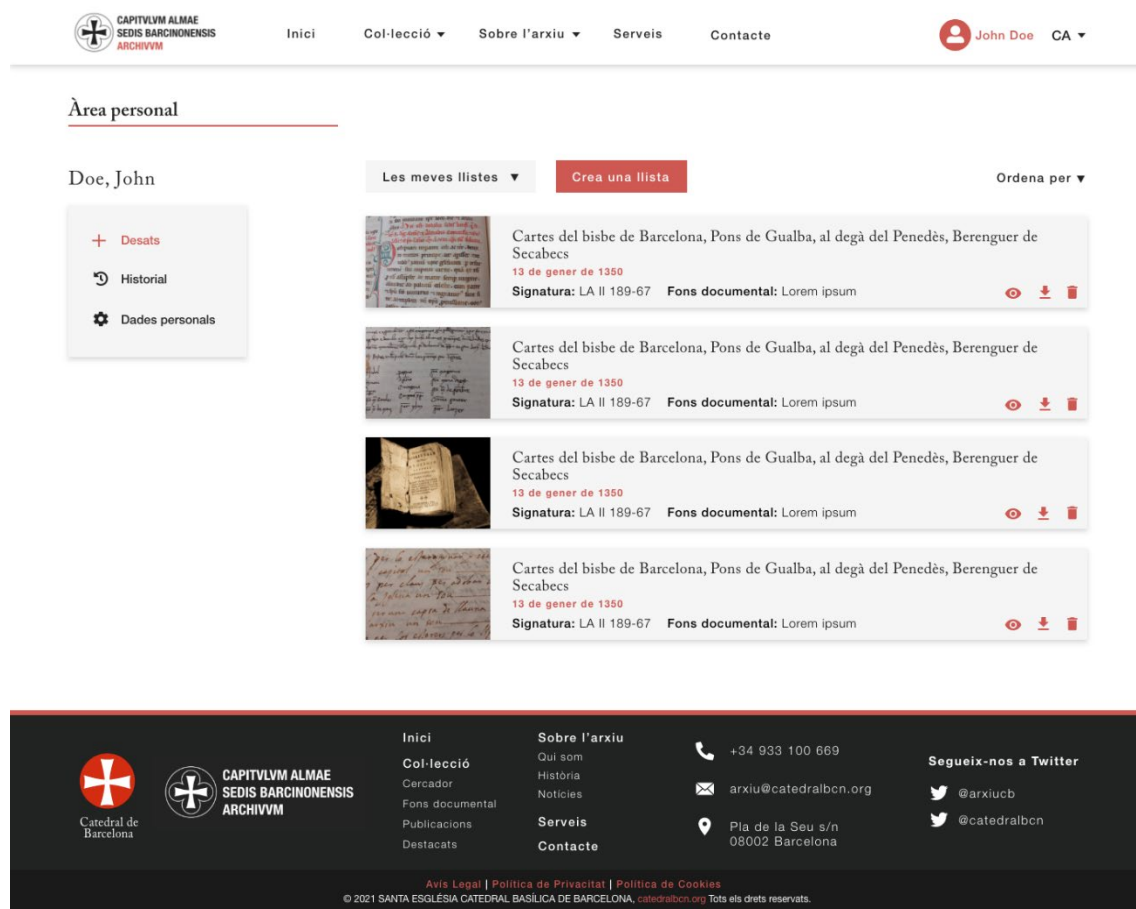 CAPITVLVM ALMAE
SEDIS BARCINONENSIS
ARCHIVVM
Inici
Col·lecció ▼
Sobre l'arxiu ▼
Serveis
Contacte
John Doe
CA ▼
Àrea personal
Doe, John
Desats
Historial
Dades personals
Les meves llistes ▼
Crea una llista
Ordena per ▼
Cartes del bisbe de Barcelona, Pons de Gualba, al degà del Penedès, Berenguer de
Secabecs
13 de gener de 1350
Signatura: LA II 189-67 Fons documental: Lorem ipsum
Cartes del bisbe de Barcelona, Pons de Gualba, al degà del Penedès, Berenguer de
Secabecs
13 de gener de 1350
Signatura: LA II 189-67 Fons documental: Lorem ipsum
Cartes del bisbe de Barcelona, Pons de Gualba, al degà del Penedès, Berenguer de
Secabecs
13 de gener de 1350
Signatura: LA II 189-67 Fons documental: Lorem ipsum
Cartes del bisbe de Barcelona, Pons de Gualba, al degà del Penedès, Berenguer de
Secabecs
13 de gener de 1350
Signatura: LA II 189-67 Fons documental: Lorem ipsum
Catedral de
Barcelona
CAPITVLVM ALMAE
SEDIS BARCINONENSIS
ARCHIVVM
Inici
Col·lecció
Cercador
Fons documental
Publicacions
Destacats
Sobre l'arxiu
Qui som
Història
Notícies
Serveis
Contacte
+34 933 100 669
arxiu@catedralbcn.org
Pla de la Seu s/n
08002 Barcelona
Segueix-nos a Twitter
@arxiucb
@catedralbcn
Avís Legal | Política de Privacitat | Política de Cookies
© 2021 SANTA ESGLÉSIA CATEDRAL BASÍLICA DE BARCELONA, catedralbcn.org Tots els drets reservats.